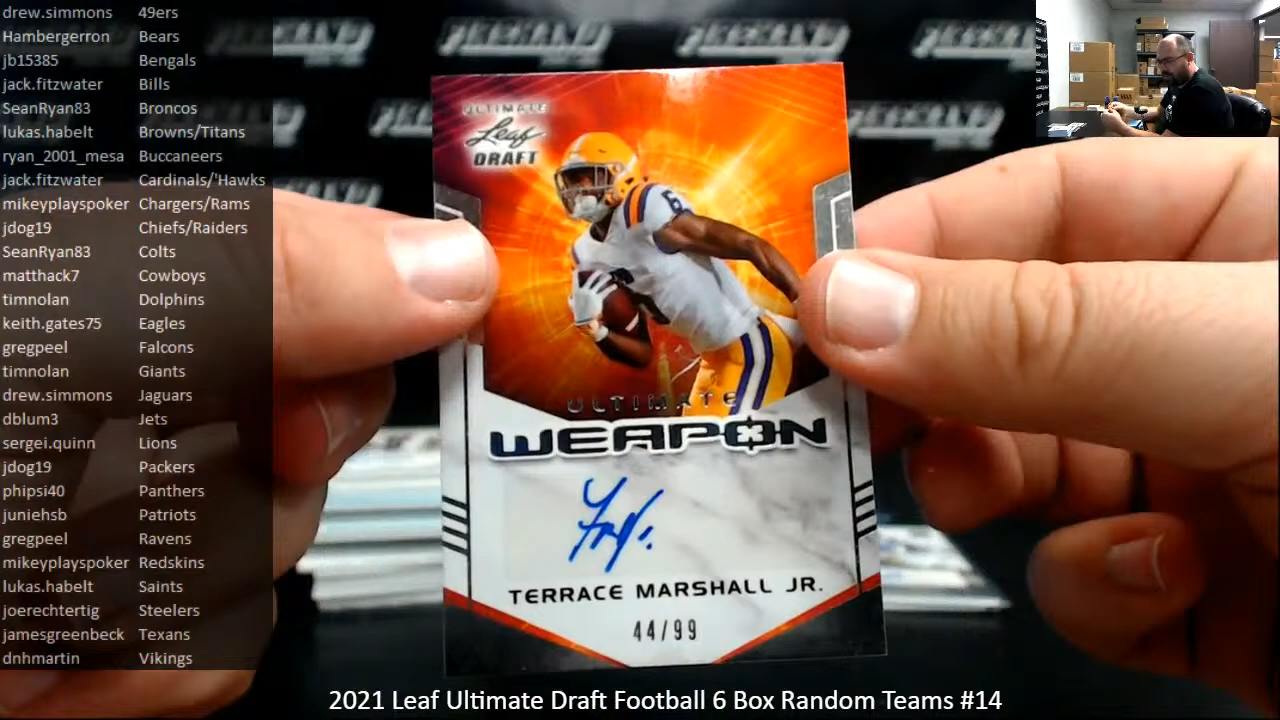 drew.simmons 49ers
Hambergerron Bears
jb15385 Bengals
jack.fitzwater Bills
SeanRyan83 Broncos
lukas.habelt Browns/Titans
ryan_2001_mesa Buccaneers
jack.fitzwater Cardinals/'Hawks
mikeyplayspoker Chargers/Rams
jdog19 Chiefs/Raiders
SeanRyan83 Colts
matthack7 Cowboys
timnolan Dolphins
keith.gates75 Eagles
gregpeel Falcons
timnolan Giants
drew.simmons Jaguars
dblum3 Jets
sergei.quinn Lions
jdog19 Packers
phipsi40 Panthers
juniehsb Patriots
gregpeel Ravens
mikeyplayspoker Redskins
lukas.habelt Saints
joerechtertig Steelers
jamesgreenbeck Texans
dnhmartin Vikings
ULTIMATE
Leaf
DRAFT
6
ULTIMATE
WEAPON
TERRACE MARSHALL JR.
44/99
2021 Leaf Ultimate Draft Football 6 Box Random Teams #14